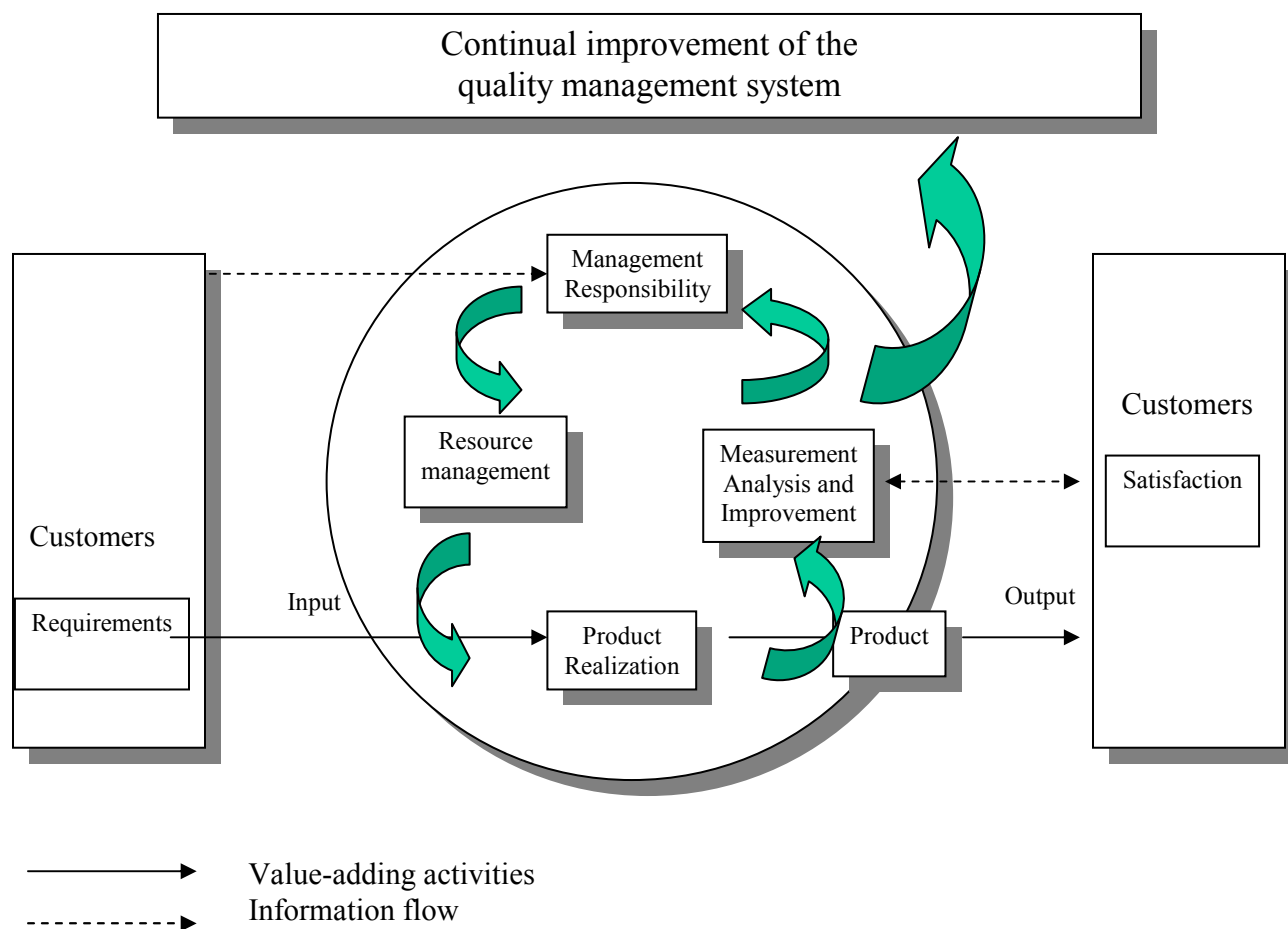 Continual improvement of the
quality management system
Management
Responsibility
Resource
management
Measurement
Analysis and
Improvement
Customers
Satisfaction
Customers
Requirements
Input
Product
Realization
Product
Output
Value-adding activities
Information flow